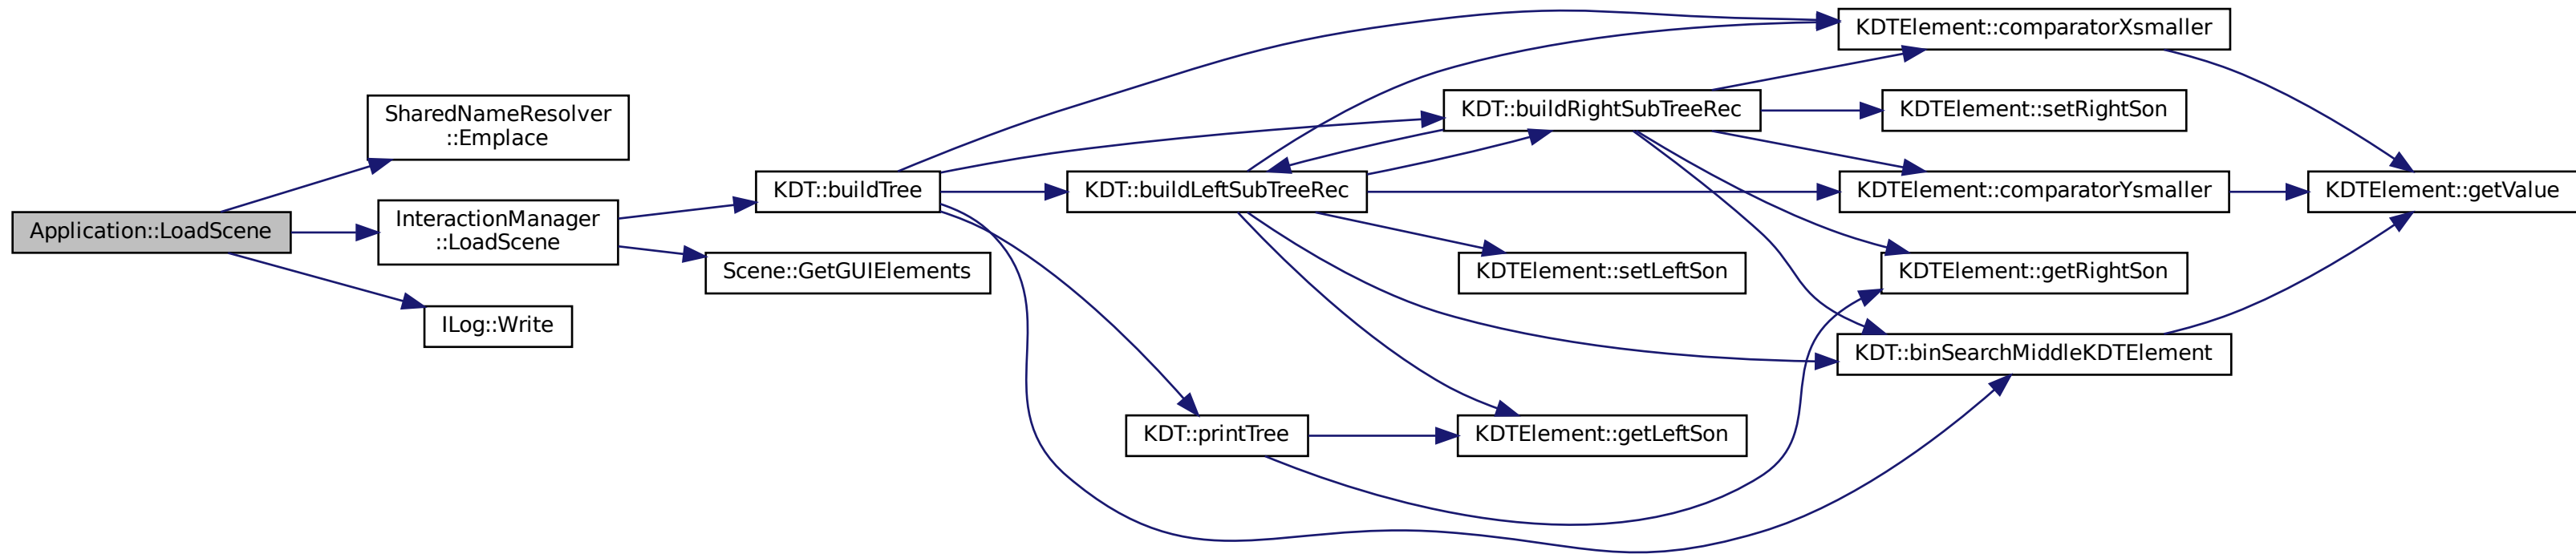 Application::LoadScene
SharedNameResolver
::Emplace
InteractionManager
::LoadScene
ILog::Write
KDT::buildTree
Scene::GetGUIElements
KDT::buildLeftSubTreeRec
KDT::printTree
KDT::buildRightSubTreeRec
KDTElement::setLeftSon
KDTElement::getLeftSon
KDTElement::comparatorXsmaller
KDTElement::setRightSon
KDTElement::comparatorYsmaller
KDTElement::getRightSon
KDT::binSearchMiddleKDTElement
KDTElement::getValue